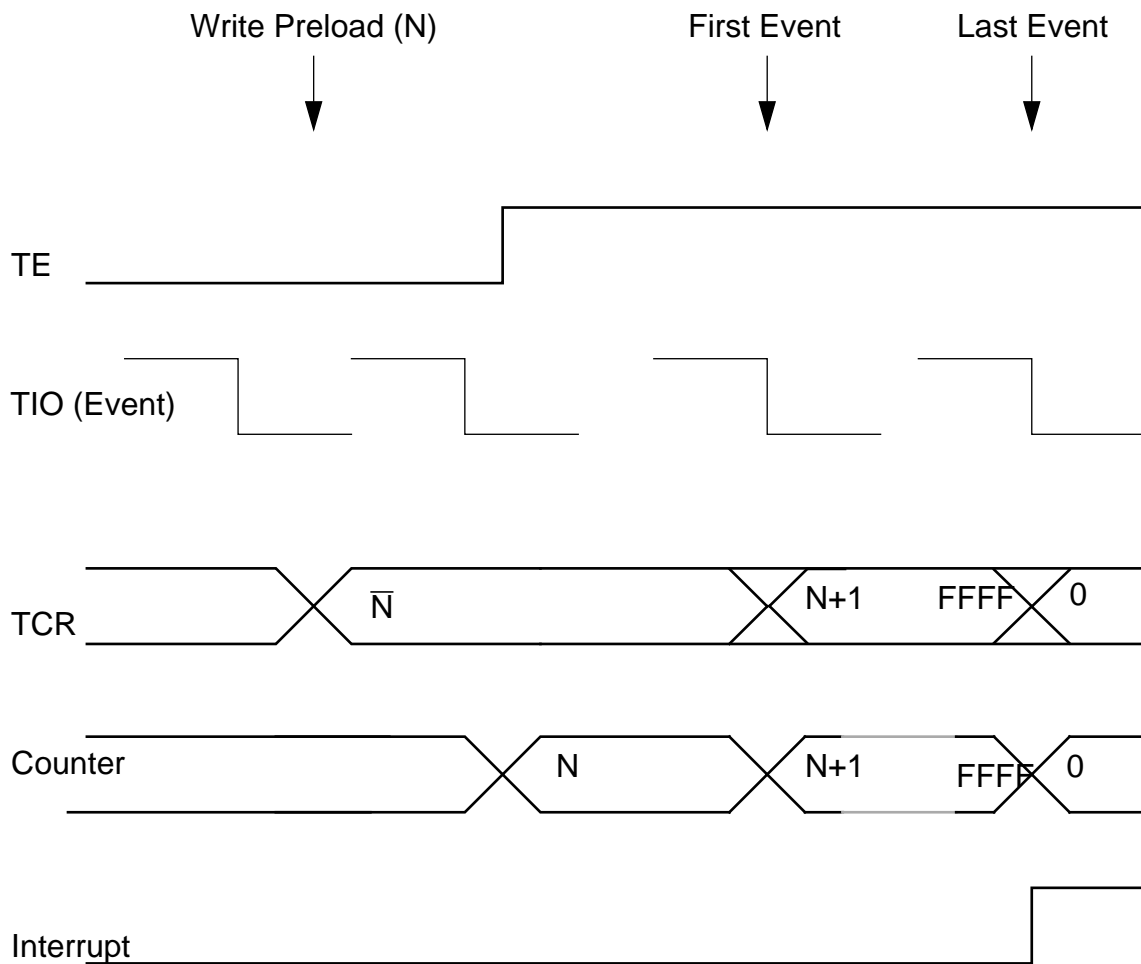 Write Preload (N) First Event Last Event
TE
TIO (Event)
TCR N̅ N+1 FFFF 0
Counter N N+1 FFFF 0
Interrupt